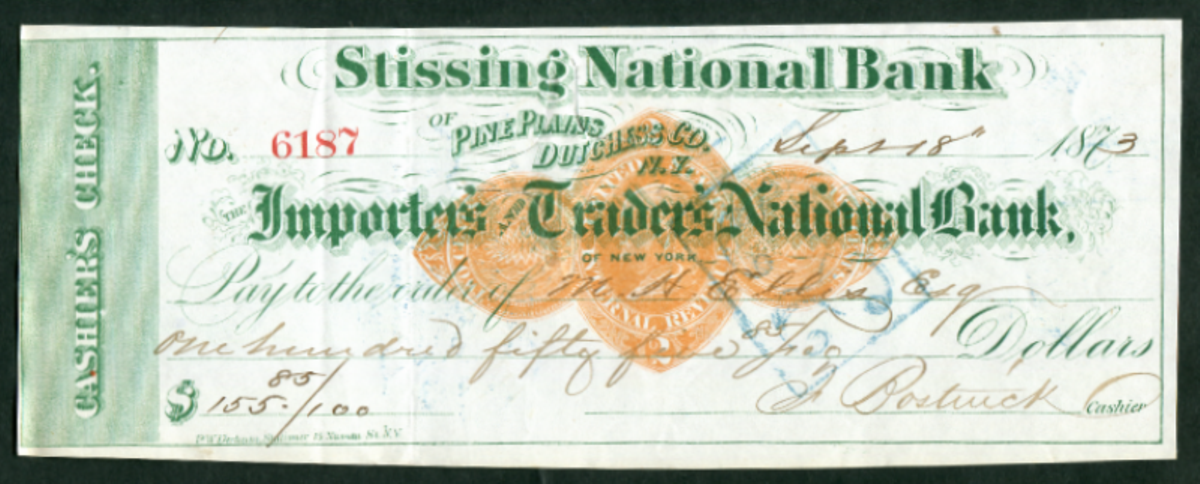 CASHIER'S CHECK.
Stissing National Bank
OF PINE PLAINS
DUTCHESS CO.
N.Y.
No. 6187
Sept 18" 1873
THE Importers AND Traders National Bank,
OF NEW YORK
Pay to the order of M H Ellis Esq
One hundred fifty five 85/100 Dollars
$ 155.85/100
Bostwick Cashier